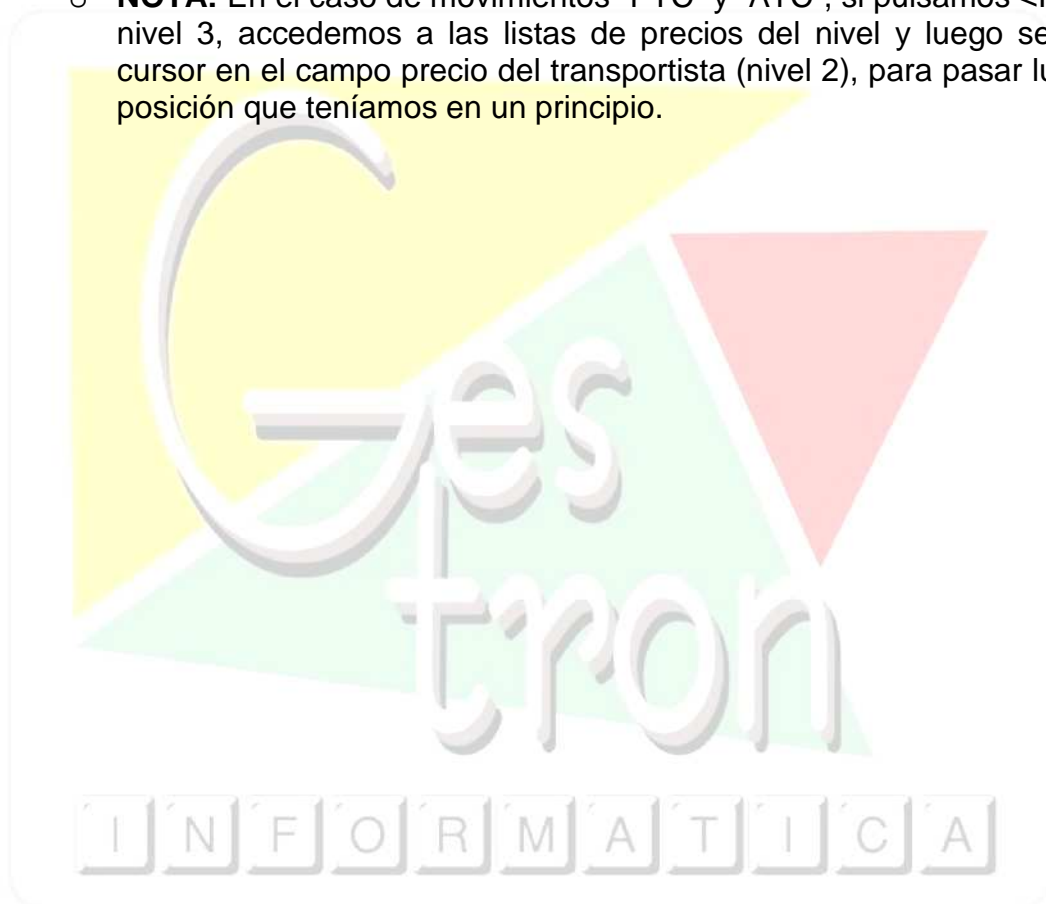 o NOTA: En el caso de movimientos y "ATO", si pulsamos
nivel 3, accedemos a las listas de precios del nivel y luego se
cursor en el campo precio del transportista (nivel 2), para pasar lu
posición que teníamos en un principio.
Ges
tron
INFORMATICA